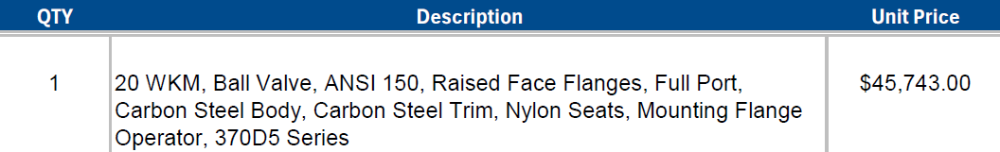 QTY Description Unit Price
1 20 WKM, Ball Valve, ANSI 150, Raised Face Flanges, Full Port, $45,743.00
Carbon Steel Body, Carbon Steel Trim, Nylon Seats, Mounting Flange
Operator, 370D5 Series